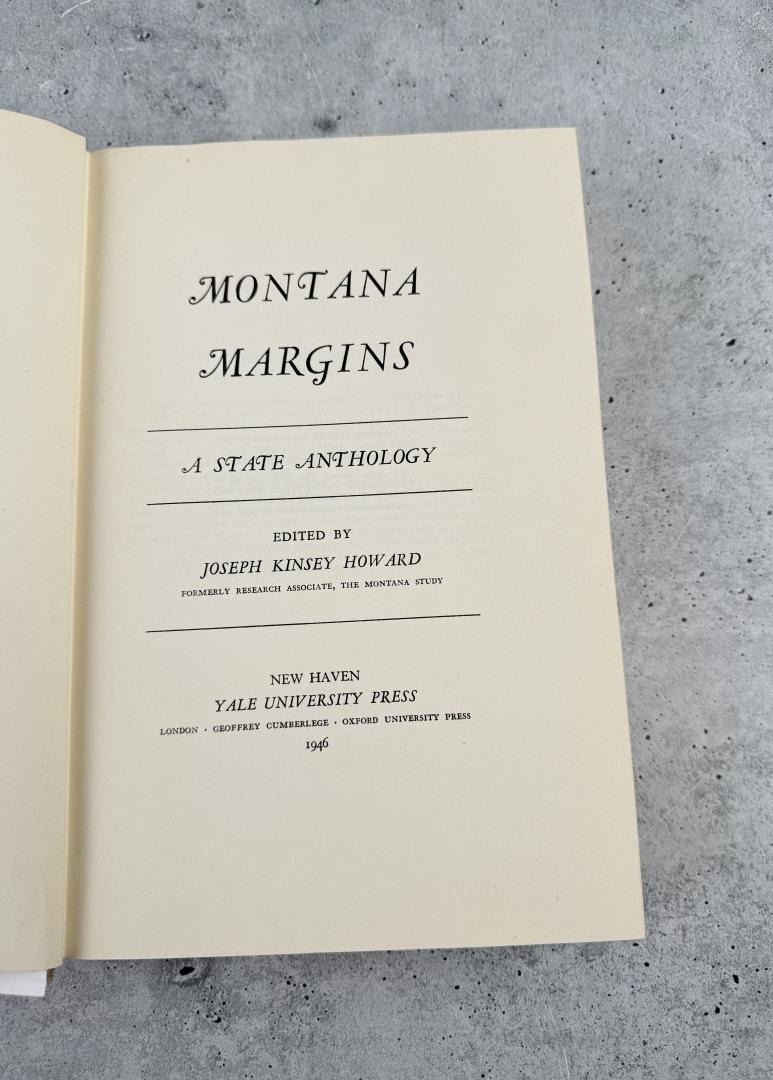 MONTANA
MARGINS
A STATE ANTHOLOGY
EDITED BY
JOSEPH KINSEY HOWARD
FORMERLY RESEARCH ASSOCIATE, THE MONTANA STUDY
NEW HAVEN
YALE UNIVERSITY PRESS
LONDON · GEOFFREY CUMBERLEGE · OXFORD UNIVERSITY PRESS
1946